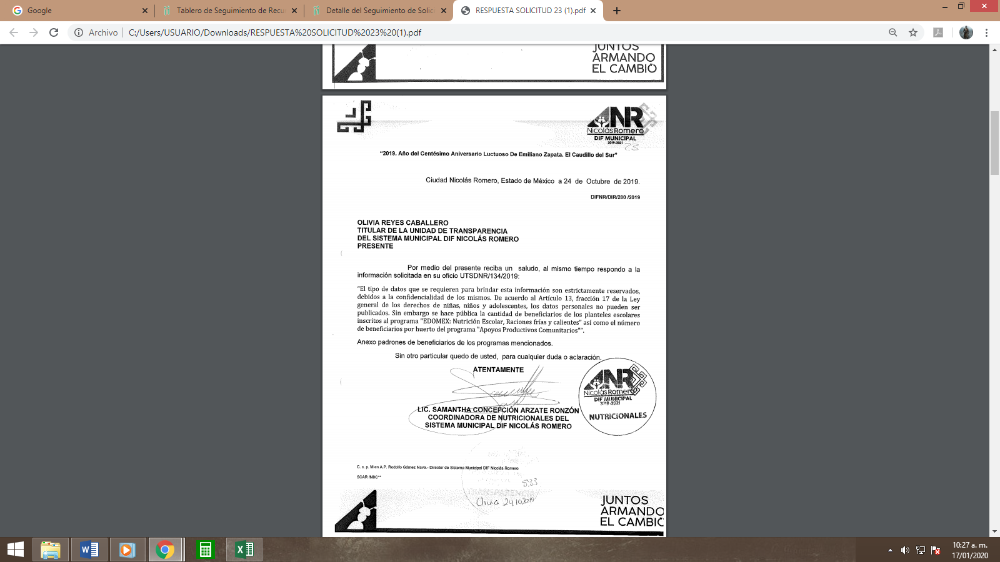 Google
Tablero de Seguimiento de Recu
Detalle del Seguimiento de Solici
RESPUESTA SOLICITUD 23 (1).pdf
Archivo
C:/Users/USUARIO/Downloads/RESPUESTA%20SOLICITUD%2023%20(1).pdf
JUNTOS
ARMANDO
EL CAMBIO
NR
Nicolás Romero
DIF MUNICIPAL
2019-2021
23
“2019. Año del Centésimo Aniversario Luctuoso De Emiliano Zapata. El Caudillo del Sur”
Ciudad Nicolás Romero, Estado de México a 24 de Octubre de 2019.
DIFNR/DIR/280 /2019
OLIVIA REYES CABALLERO
TITULAR DE LA UNIDAD DE TRANSPARENCIA
DEL SISTEMA MUNICIPAL DIF NICOLÁS ROMERO
PRESENTE
Por medio del presente reciba un saludo, al mismo tiempo respondo a la
información solicitada en su oficio UTSDNR/134/2019:
“El tipo de datos que se requieren para brindar esta información son estrictamente reservados,
debidos a la confidencialidad de los mismos. De acuerdo al Artículo 13, fracción 17 de la Ley
general de los derechos de niñas, niños y adolescentes, los datos personales no pueden ser
publicados. Sin embargo se hace pública la cantidad de beneficiarios de los planteles escolares
inscritos al programa "EDOMEX: Nutrición Escolar, Raciones frías y calientes" así como el número
de beneficiarios por huerto del programa "Apoyos Productivos Comunitarios"”.
Anexo padrones de beneficiarios de los programas mencionados.
Sin otro particular quedo de usted, para cualquier duda o aclaración.
ATENTAMENTE
LIC. SAMANTHA CONCEPCIÓN ARZATE RONZÓN
COORDINADORA DE NUTRICIONALES DEL
SISTEMA MUNICIPAL DIF NICOLÁS ROMERO
NR
Nicolás Romero
DIF MUNICIPAL
2019-2021
NUTRICIONALES
C. c. p. M en A.P. Rodolfo Gómez Nava.- Director de Sistema Municipal DIF Nicolás Romero
SCAR /NBC**
5:33
TRANSPARENCIA
Olivia 24/10/2019
JUNTOS
ARMANDO
EL CAMBIO
10:27 a. m.
17/01/2020